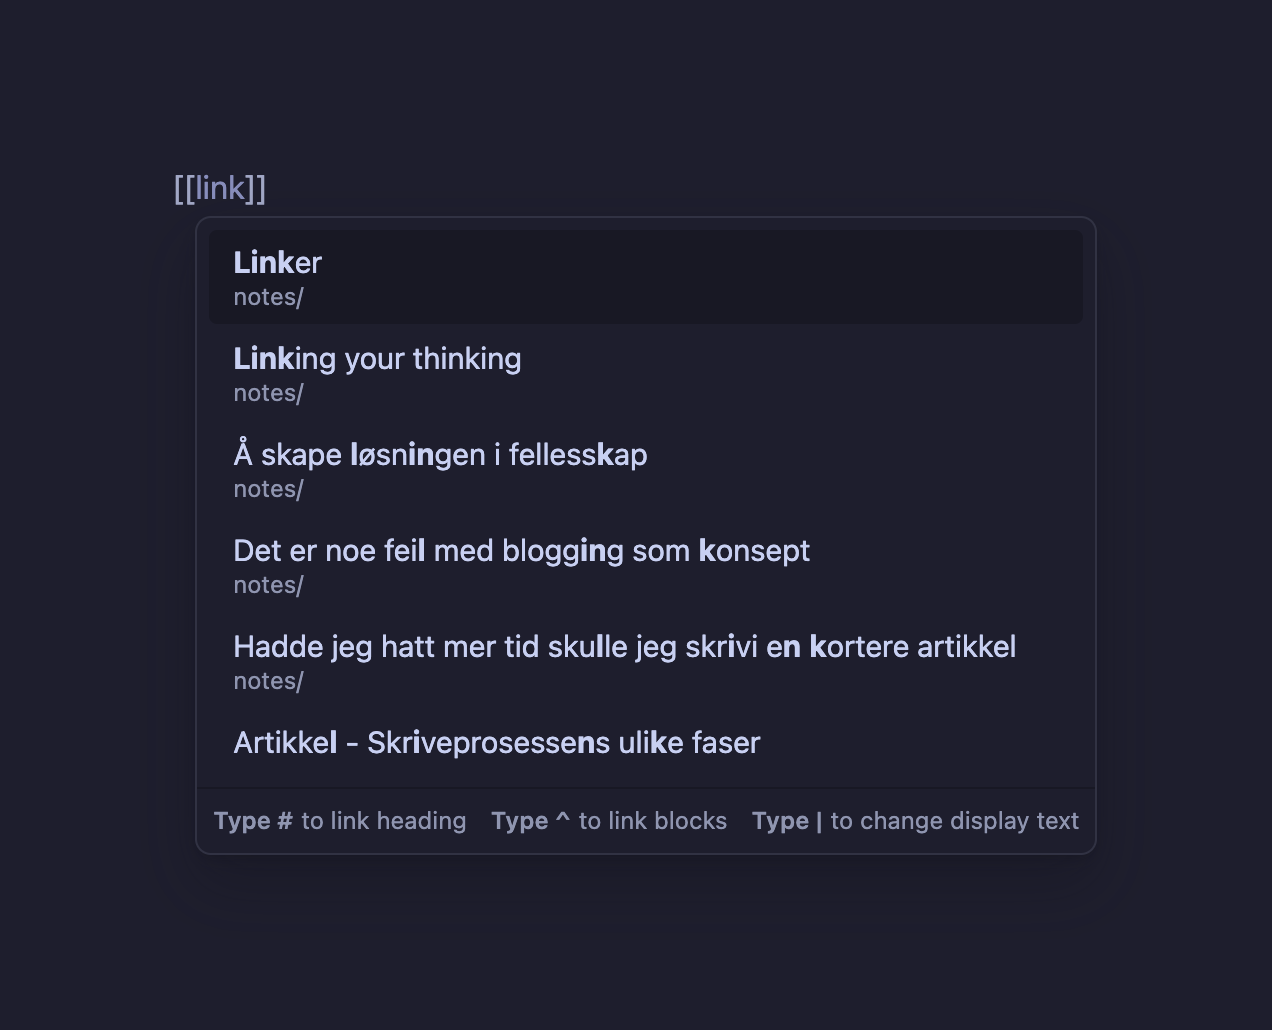 [[link]]
Linker
notes/
Linking your thinking
notes/
Å skape løsningen i fellesskap
notes/
Det er noe feil med blogging som konsept
notes/
Hadde jeg hatt mer tid skulle jeg skrivi en kortere artikkel
notes/
Artikkel - Skriveprosessens ulike faser
Type # to link heading Type ^ to link blocks Type | to change display text